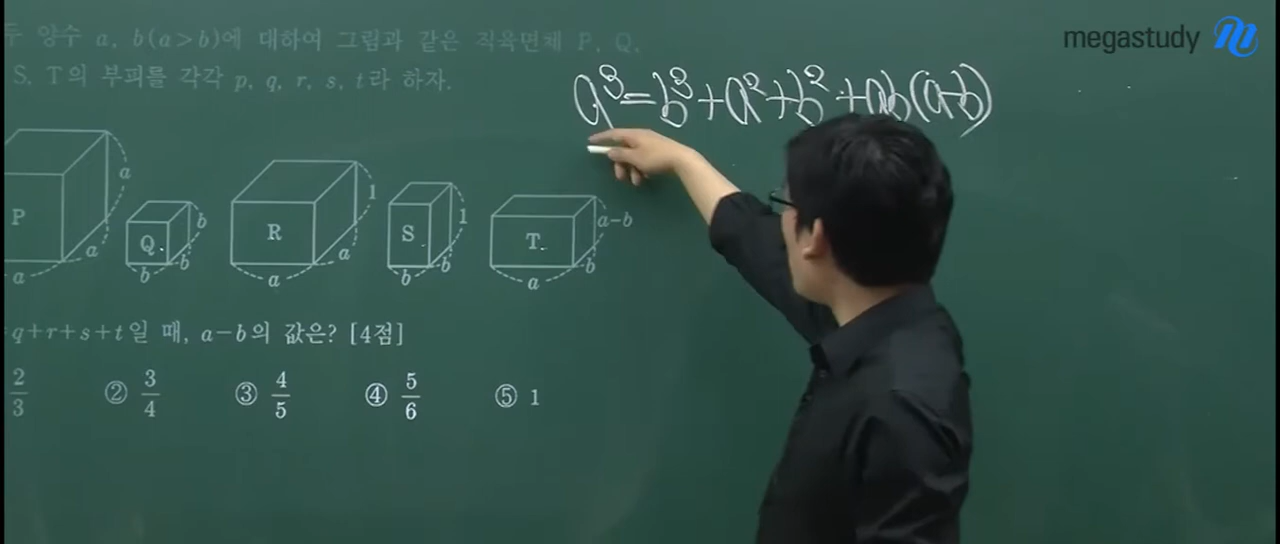 megastudy
두 양수 a, b(a>b)에 대하여 그림과 같은 직육면체 P, Q,
S, T의 부피를 각각 p, q, r, s, t라 하자.
a³=b³+a²+b²+ab(a-b)
P a a a
Q b b b
R 1 a a
S 1 b b
T a-b b a
=q+r+s+t일 때, a-b의 값은? [4점]
2/3 ② 3/4 ③ 4/5 ④ 5/6 ⑤ 1